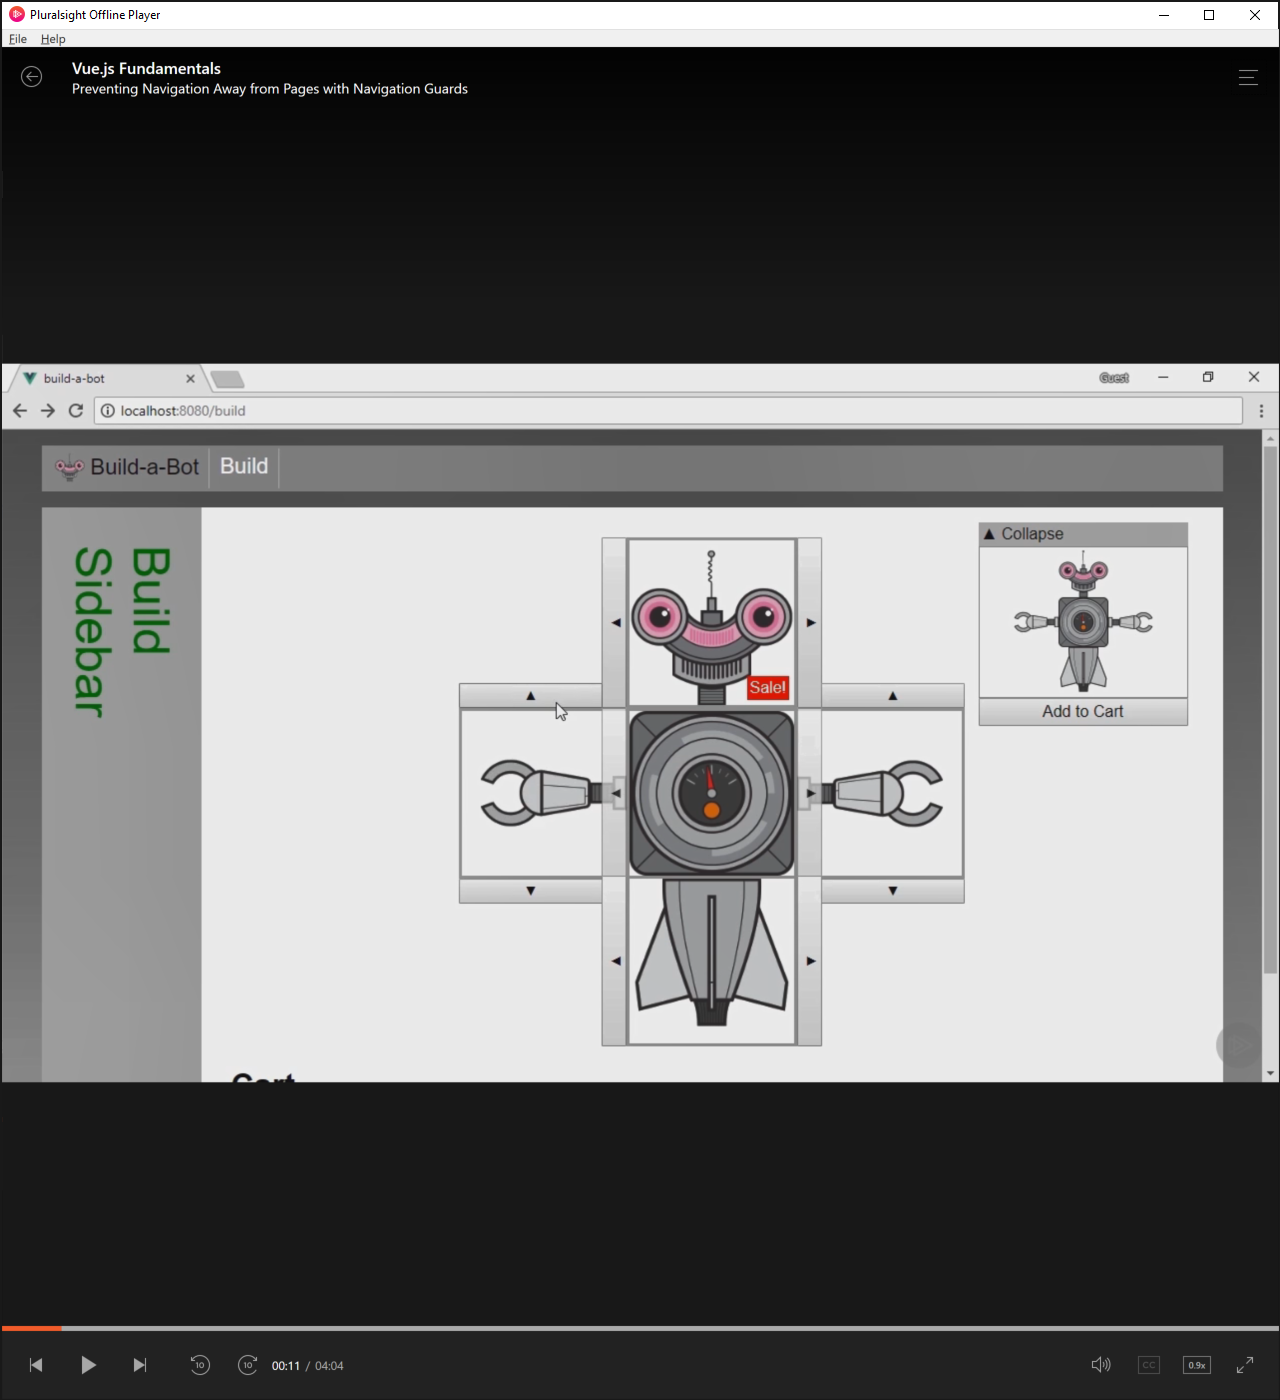 Pluralsight Offline Player
File Help
Vue.js Fundamentals
Preventing Navigation Away from Pages with Navigation Guards
build-a-bot
Guest
localhost:8080/build
Build-a-Bot
Build
Build
Sidebar
Sale!
Collapse
Add to Cart
Cart
10
10
00:11 / 04:04
CC
0.9x